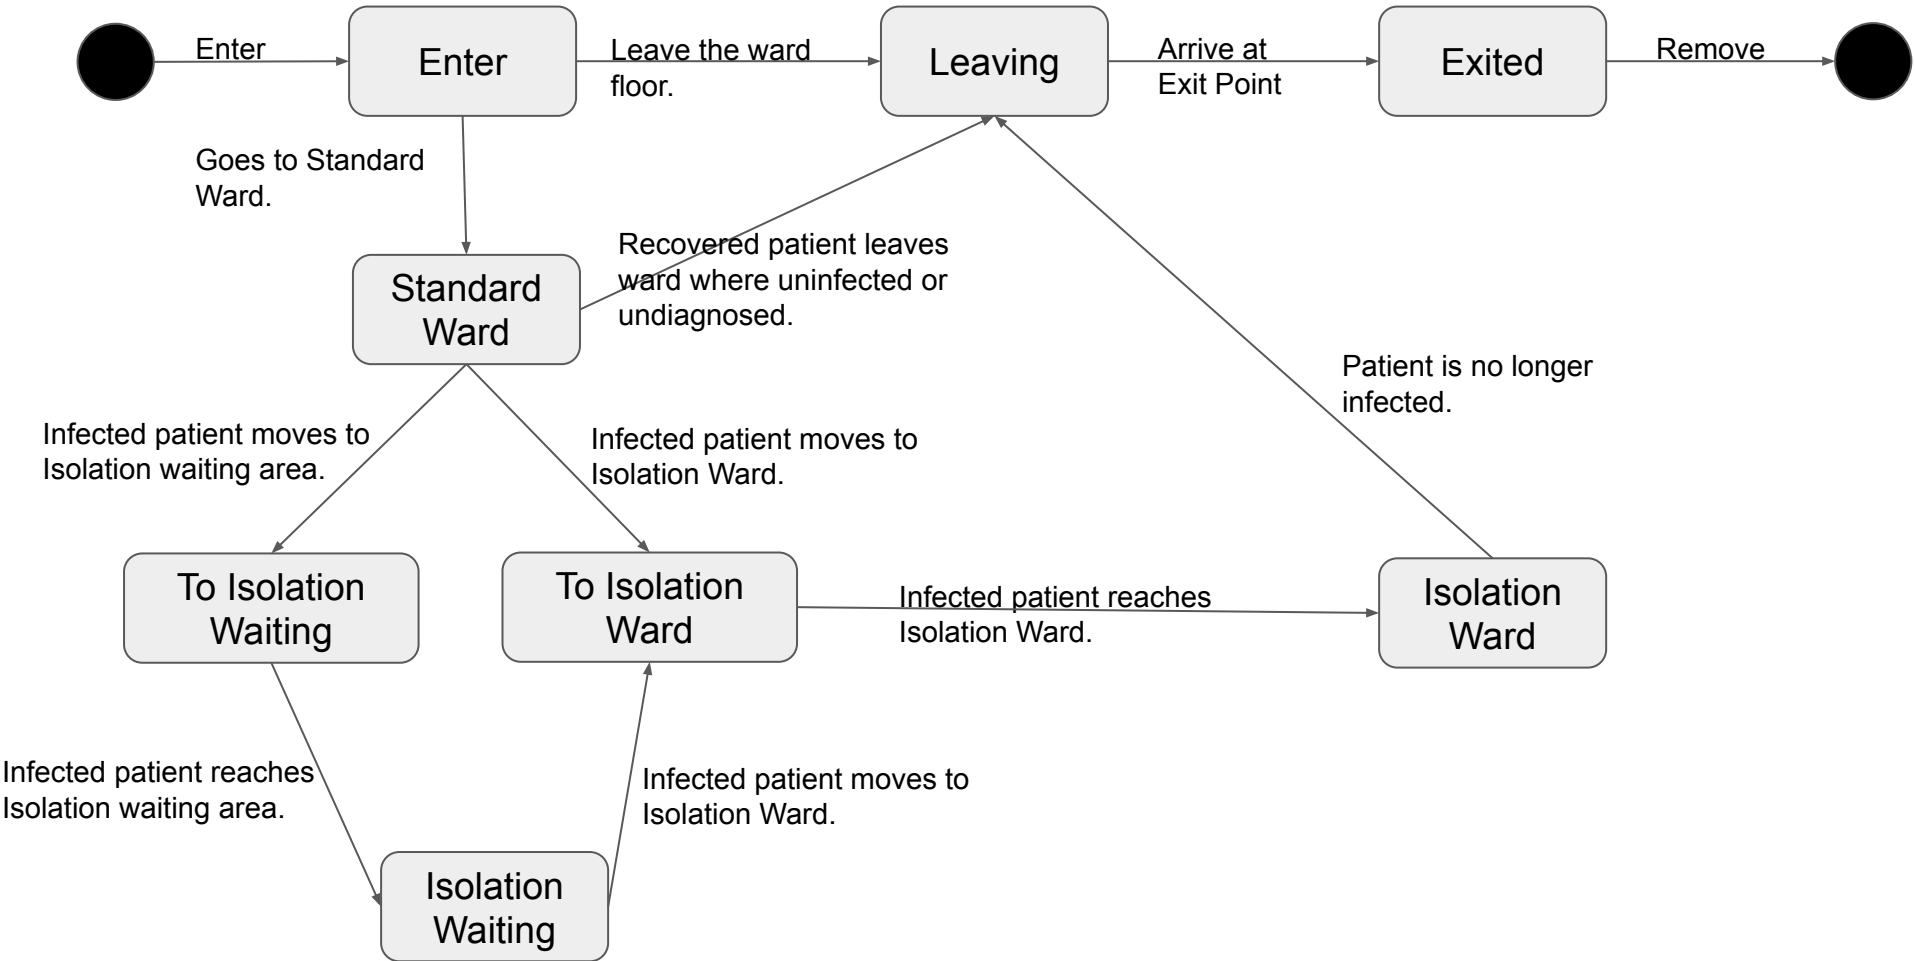 Enter
Enter
Leave the ward
floor.
Leaving
Arrive at
Exit Point
Exited
Remove
Goes to Standard
Ward.
Standard
Ward
Recovered patient leaves
ward where uninfected or
undiagnosed.
Patient is no longer
infected.
Infected patient moves to
Isolation waiting area.
Infected patient moves to
Isolation Ward.
To Isolation
Waiting
To Isolation
Ward
Infected patient reaches
Isolation Ward.
Isolation
Ward
Infected patient reaches
Isolation waiting area.
Infected patient moves to
Isolation Ward.
Isolation
Waiting